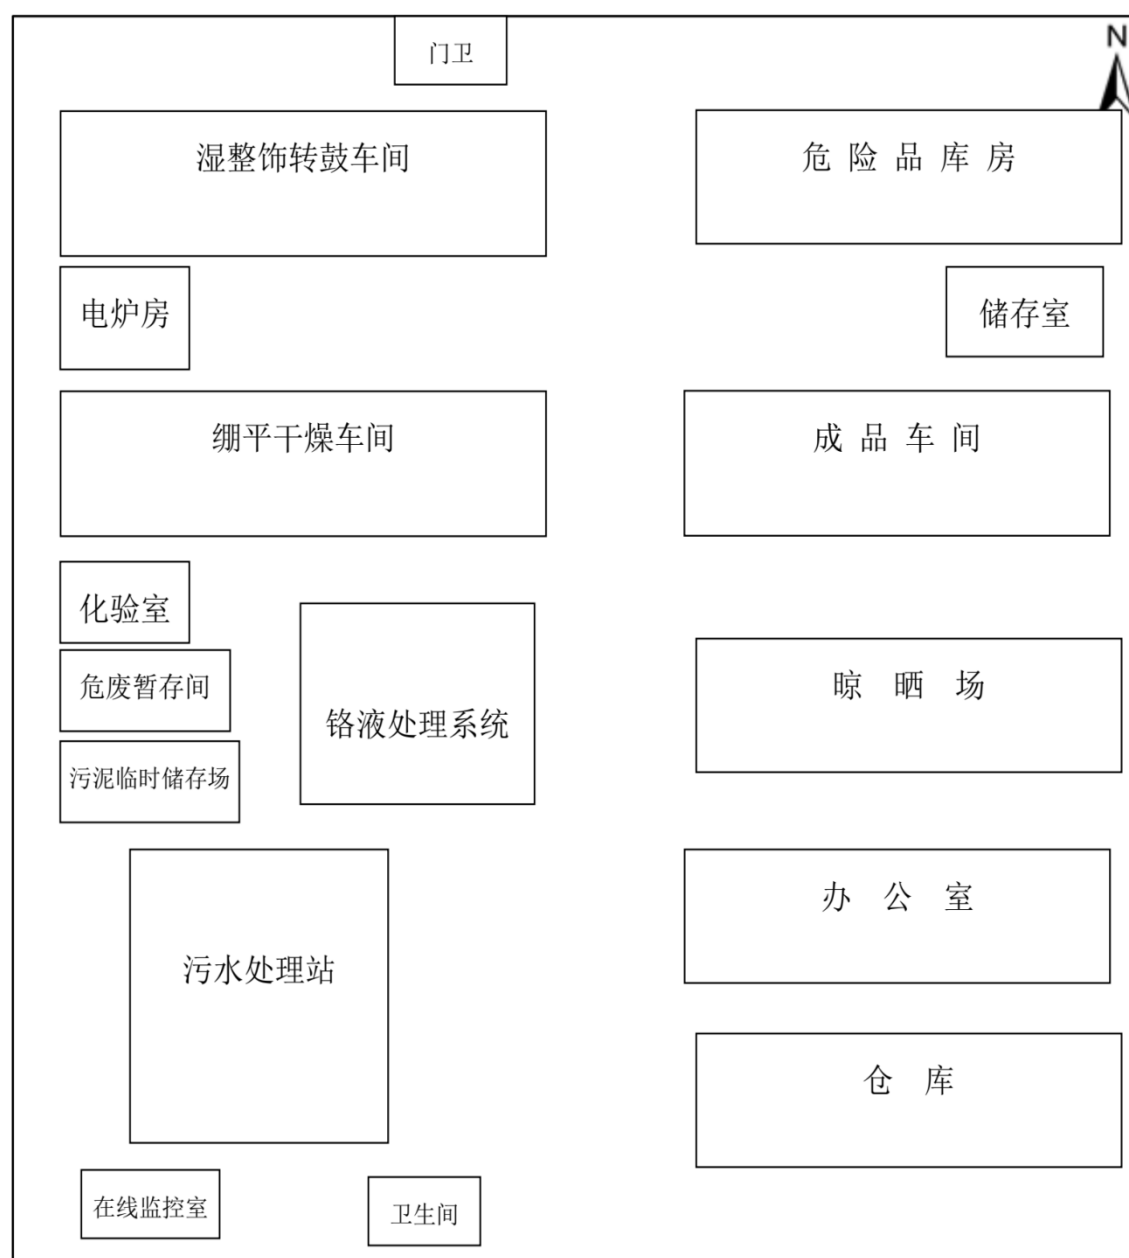 门卫
N
湿整饰转鼓车间
危险品库房
电炉房
储存室
绷平干燥车间
成品车间
化验室
危废暂存间
铬液处理系统
晾晒场
污泥临时储存场
办公室
污水处理站
仓库
在线监控室
卫生间